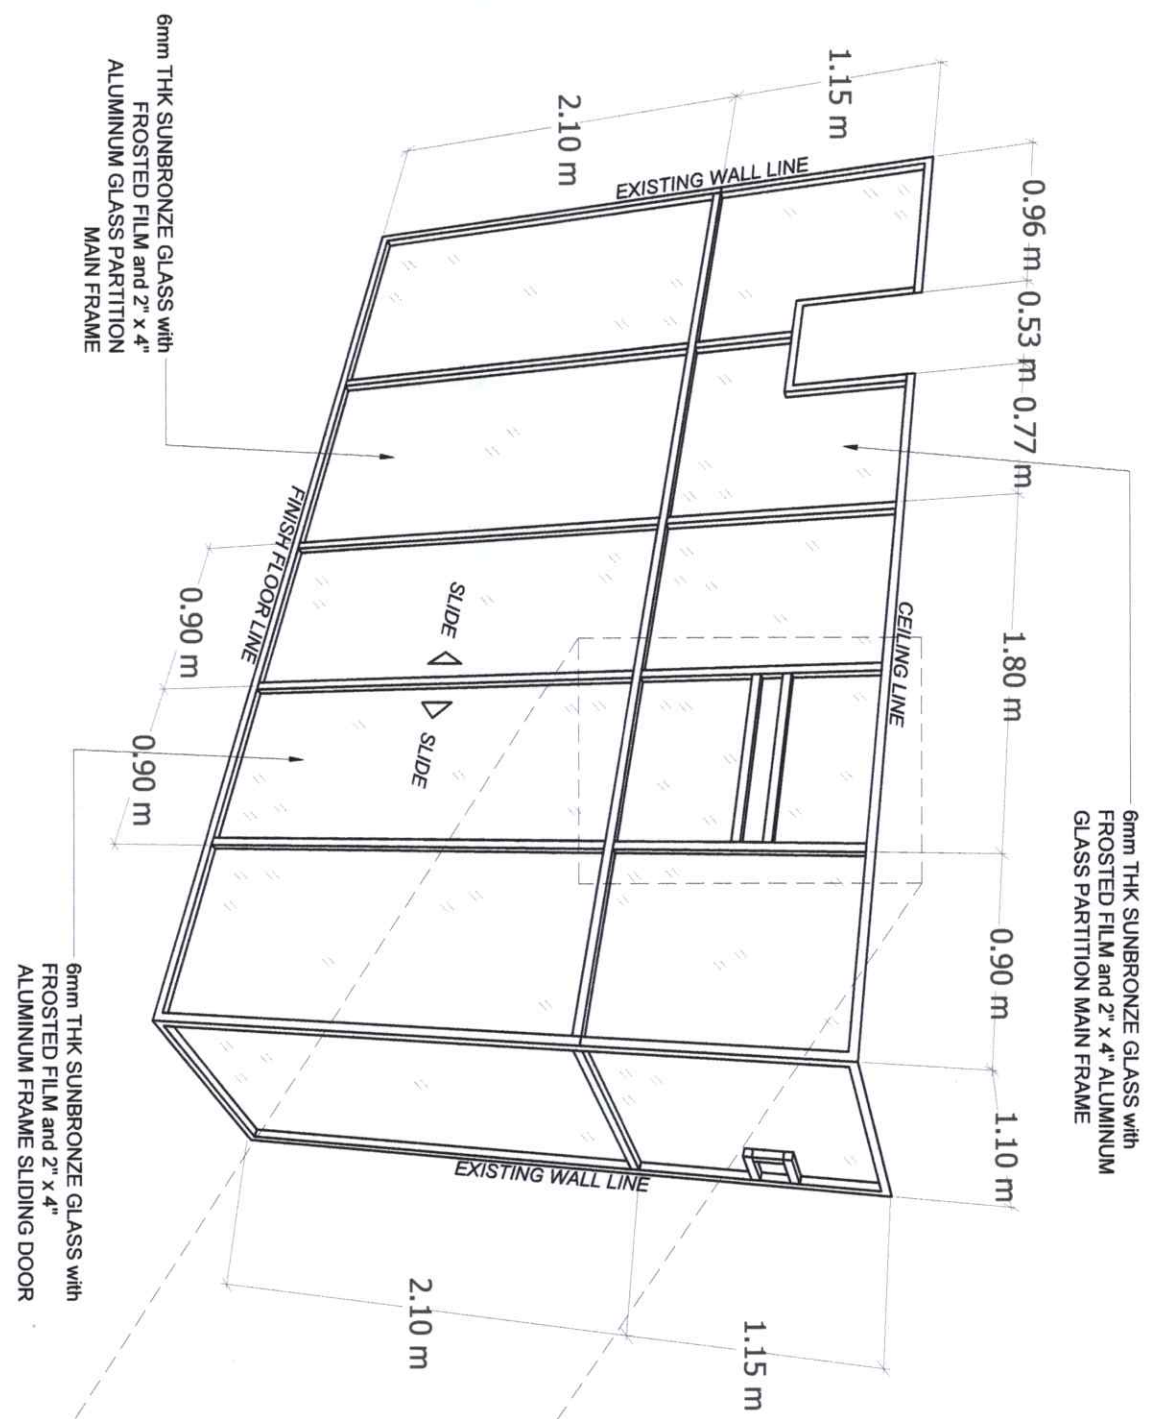 6mm THK SUNBRONZE GLASS with
FROSTED FILM and 2" x 4" ALUMINUM
GLASS PARTITION MAIN FRAME
0.96 m
0.53 m
0.77 m
1.80 m
0.90 m
1.10 m
1.15 m
2.10 m
EXISTING WALL LINE
CEILING LINE
SLIDE
SLIDE
FINISH FLOOR LINE
0.90 m
0.90 m
EXISTING WALL LINE
1.15 m
2.10 m
6mm THK SUNBRONZE GLASS with
FROSTED FILM and 2" x 4"
ALUMINUM GLASS PARTITION
MAIN FRAME
6mm THK SUNBRONZE GLASS with
FROSTED FILM and 2" x 4"
ALUMINUM FRAME SLIDING DOOR